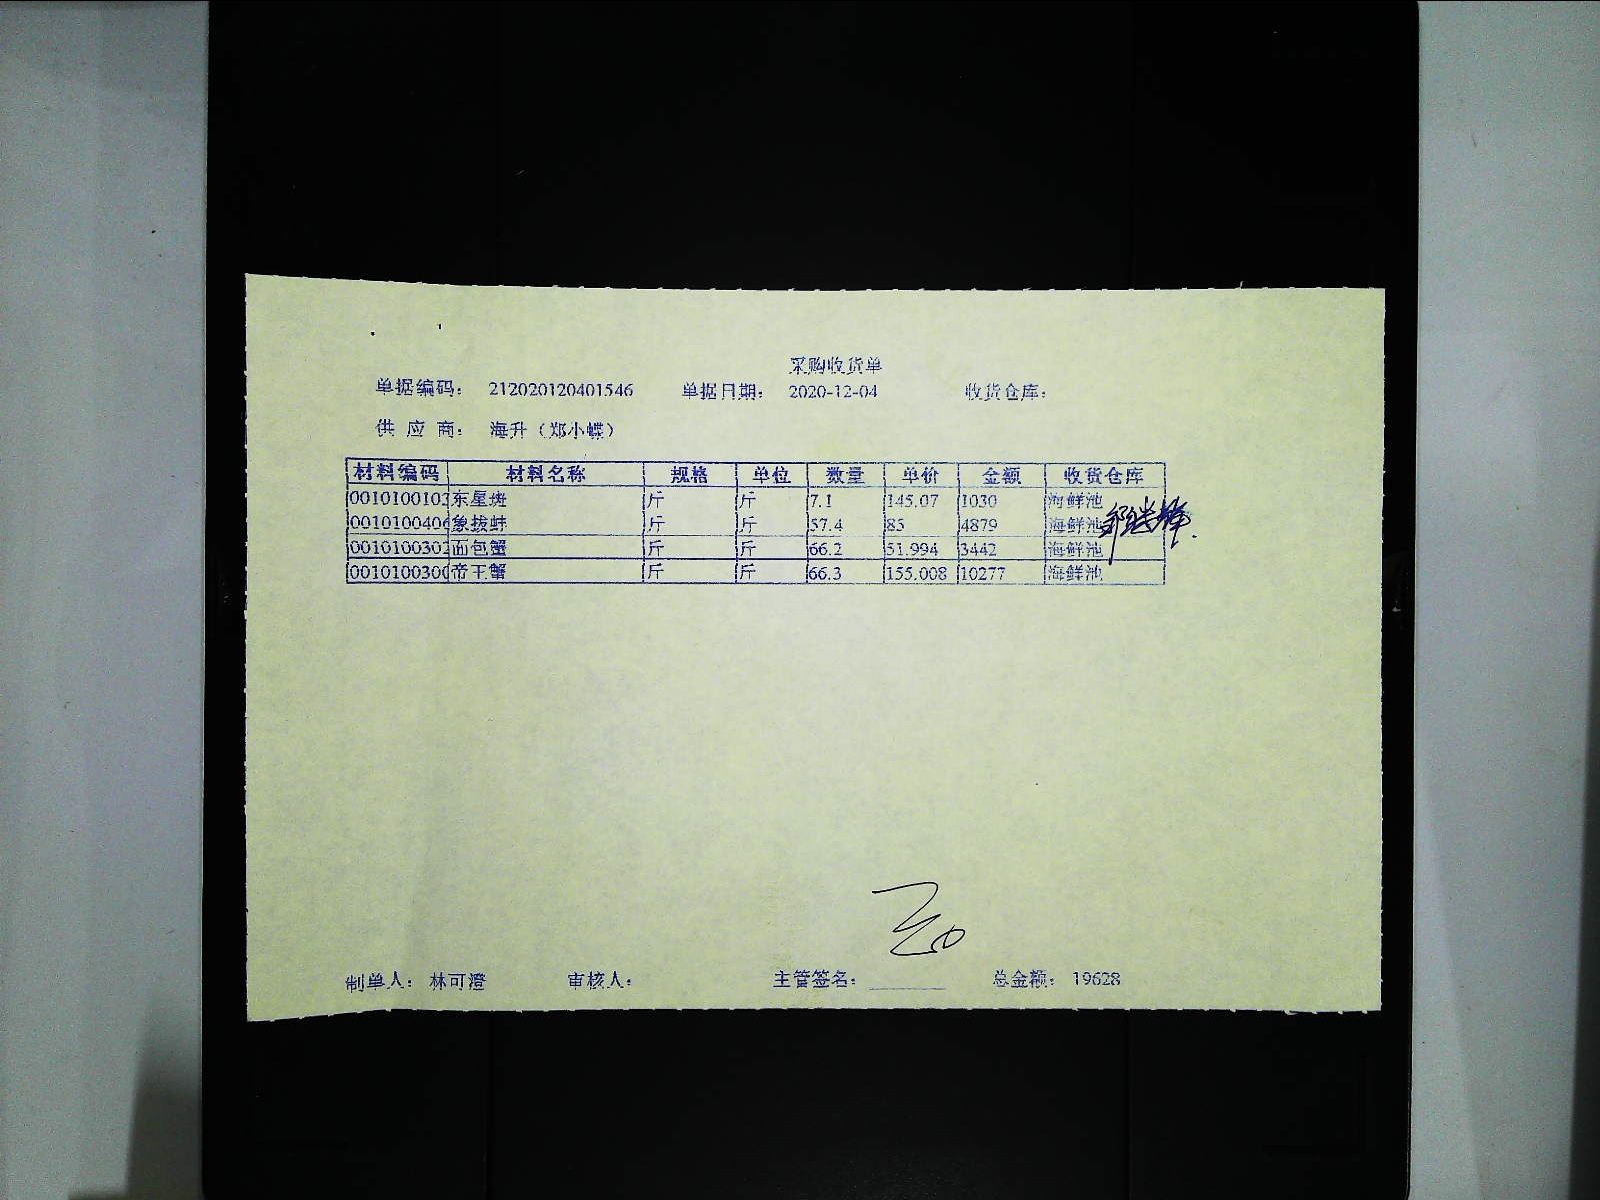 采购收货单
单据编码： 212020120401546 单据日期： 2020-12-04 收货仓库：
供 应 商： 海升（郑小蝶）
材料编码 材料名称 规格 单位 数量 单价 金额 收货仓库
0010100103 东星斑 斤 斤 7.1 145.07 1030 海鲜池
0010100406 象拔蚌 斤 斤 57.4 85 4879 海鲜池
0010100302 面包蟹 斤 斤 66.2 51.994 3442 海鲜池
0010100300 帝王蟹 斤 斤 66.3 155.008 10277 海鲜池
制单人： 林可澄 审核人： 主管签名： 总金额： 19628